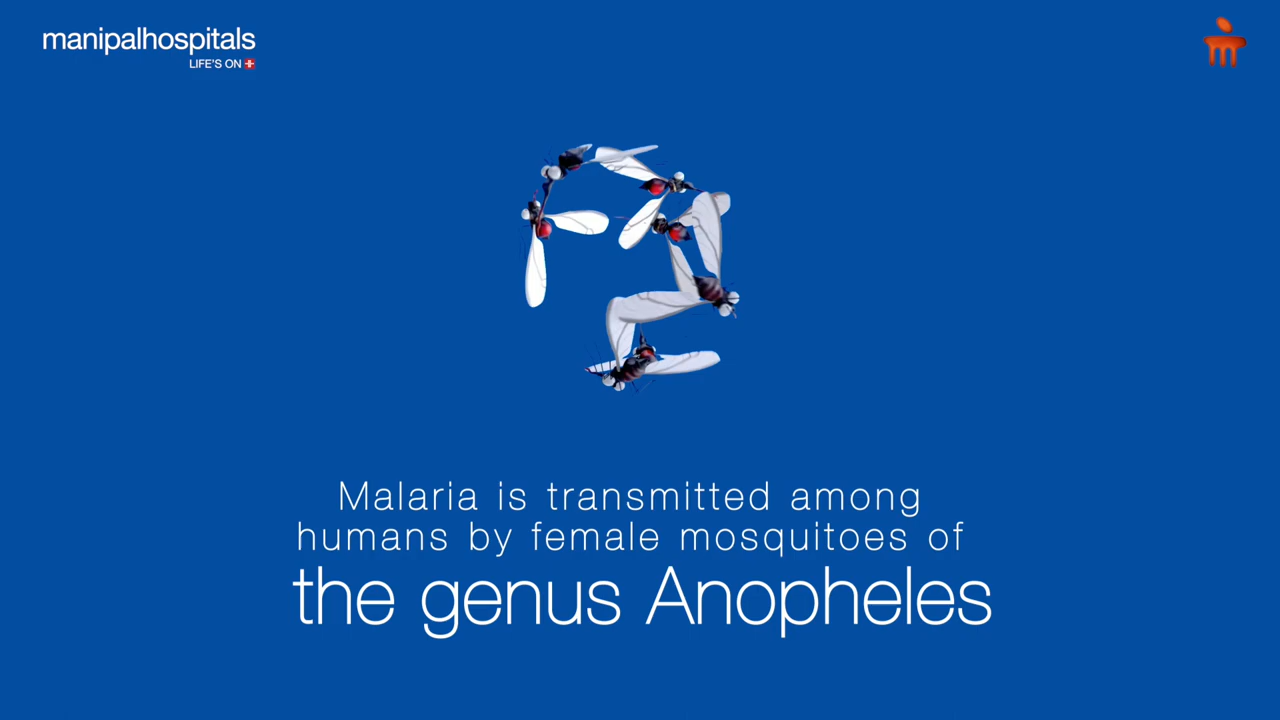 manipalhospitals
LIFE'S ON
Malaria is transmitted among
humans by female mosquitoes of
the genus Anopheles